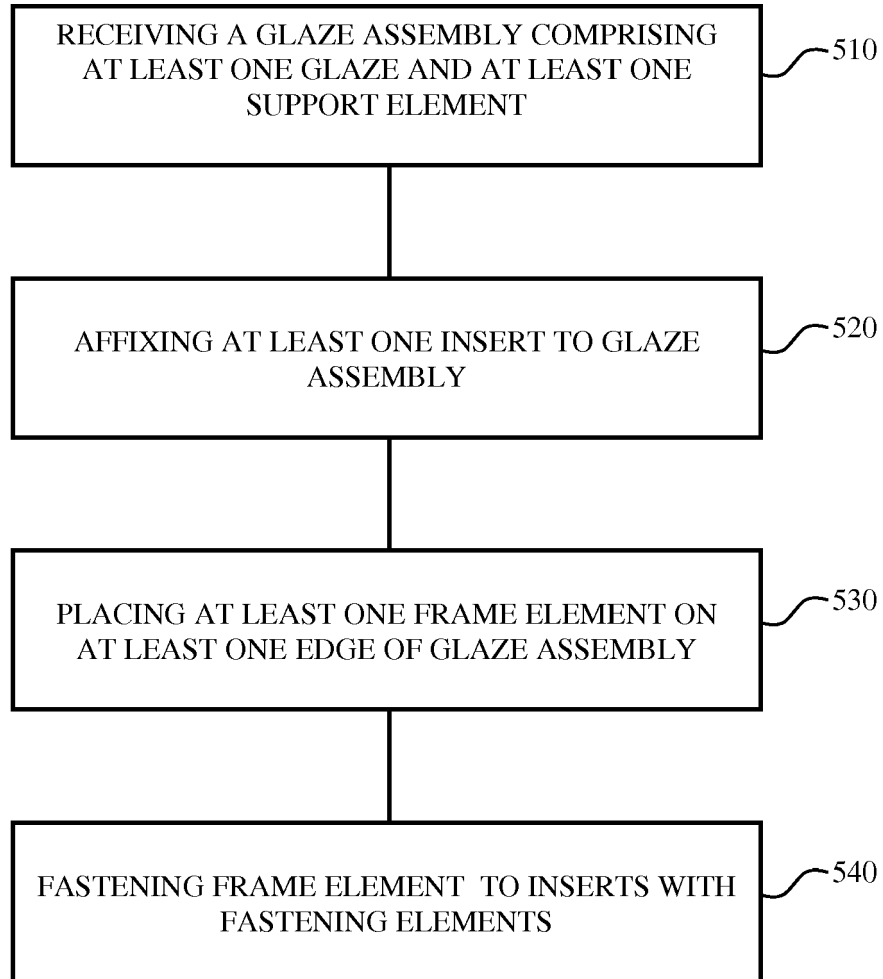 RECEIVING A GLAZE ASSEMBLY COMPRISING
AT LEAST ONE GLAZE AND AT LEAST ONE
SUPPORT ELEMENT
510
AFFIXING AT LEAST ONE INSERT TO GLAZE
ASSEMBLY
520
PLACING AT LEAST ONE FRAME ELEMENT ON
AT LEAST ONE EDGE OF GLAZE ASSEMBLY
530
FASTENING FRAME ELEMENT TO INSERTS WITH
FASTENING ELEMENTS
540